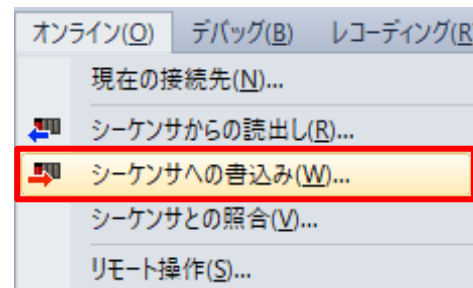 オンライン(O) デバッグ(B) レコーディング(R
現在の接続先(N)...
シーケンサからの読出し(R)...
シーケンサへの書込み(W)...
シーケンサとの照合(V)...
リモート操作(S)...